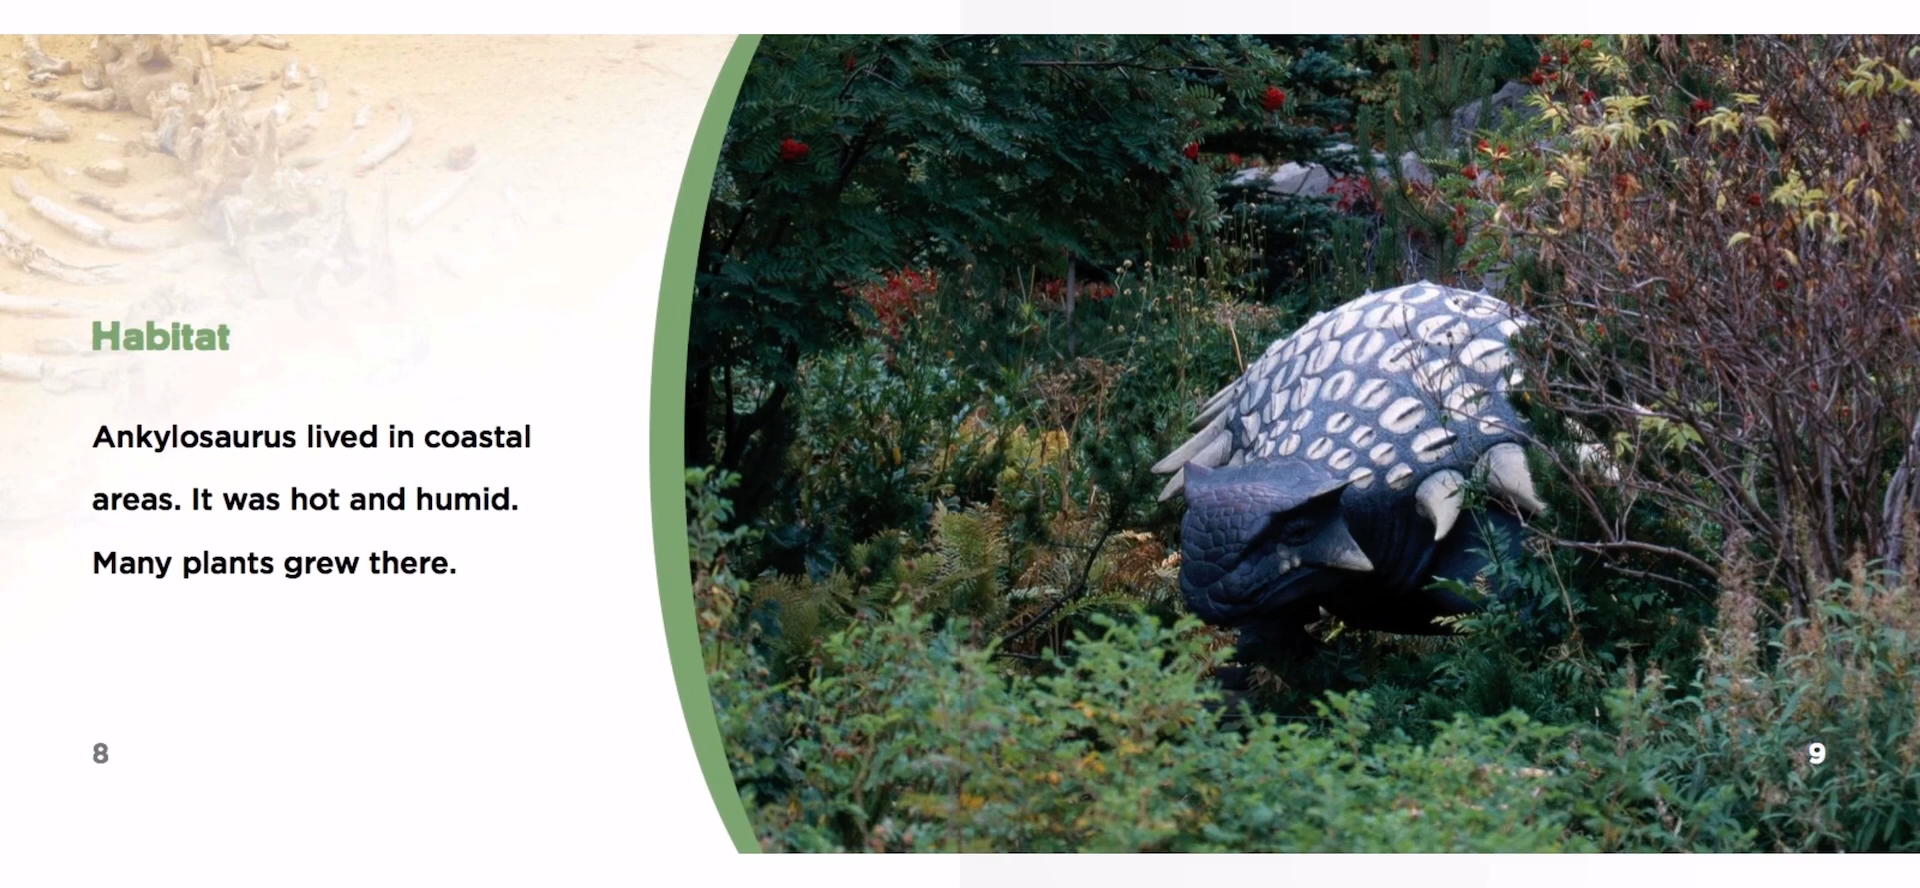 Habitat
Ankylosaurus lived in coastal
areas. It was hot and humid.
Many plants grew there.
8
9